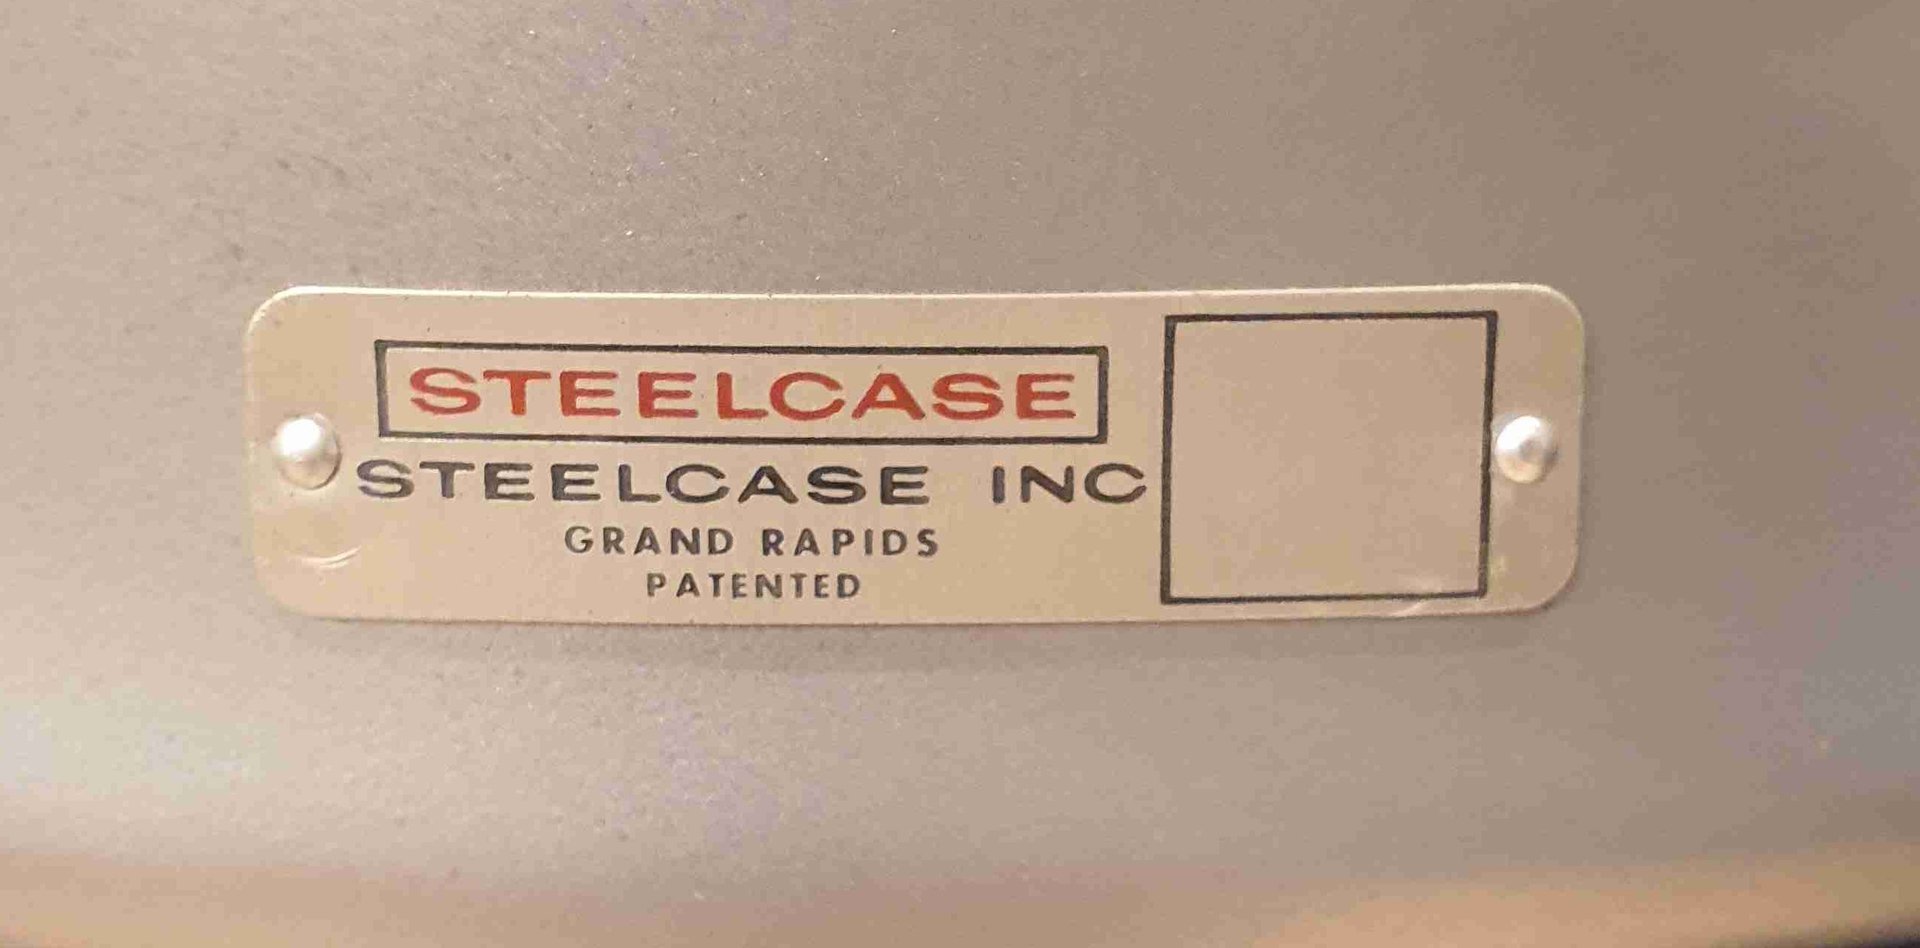 STEELCASE
STEELCASE INC
GRAND RAPIDS
PATENTED